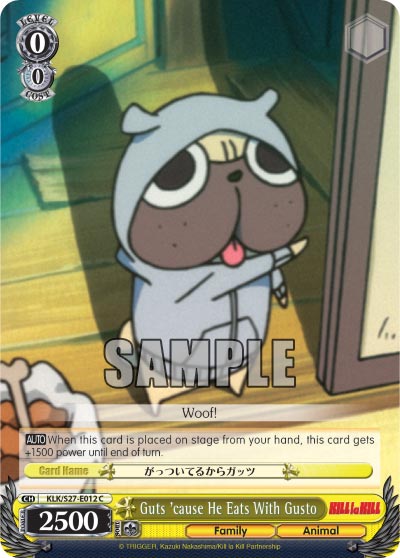 LEVEL
0
0
COST
SAMPLE
Woof!
AUTO When this card is placed on stage from your hand, this card gets
+1500 power until end of turn.
Card Name がっついてるからガッツ
CH KLK/S27-E012 C
POWER 2500 SOUL Guts 'cause He Eats With Gusto KILL la KILL
Family Animal
© TRIGGER, Kazuki Nakashima/Kill la Kill Partnership